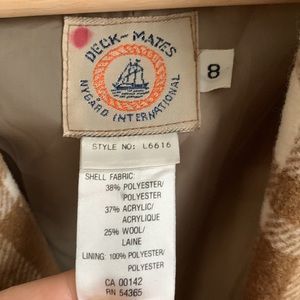 DECK-MATES
NYGÅRD INTERNATIONAL
8
STYLE NO: L6616
SHELL FABRIC:
38% POLYESTER/
POLYESTER
37% ACRYLIC/
ACRYLIQUE
25% WOOL/
LAINE
LINING: 100% POLYESTER/
POLYESTER
CA 00142
RN 54365